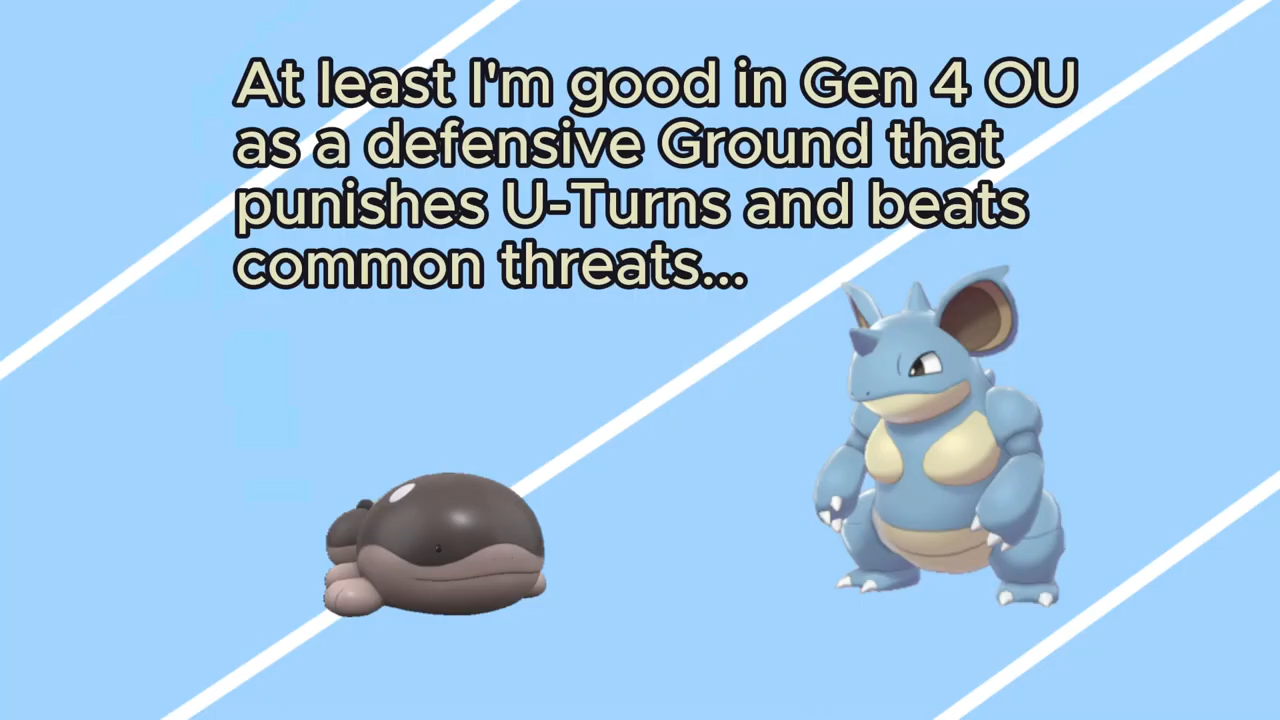 At least I'm good in Gen 4 OU
as a defensive Ground that
punishes U-Turns and beats
common threats...